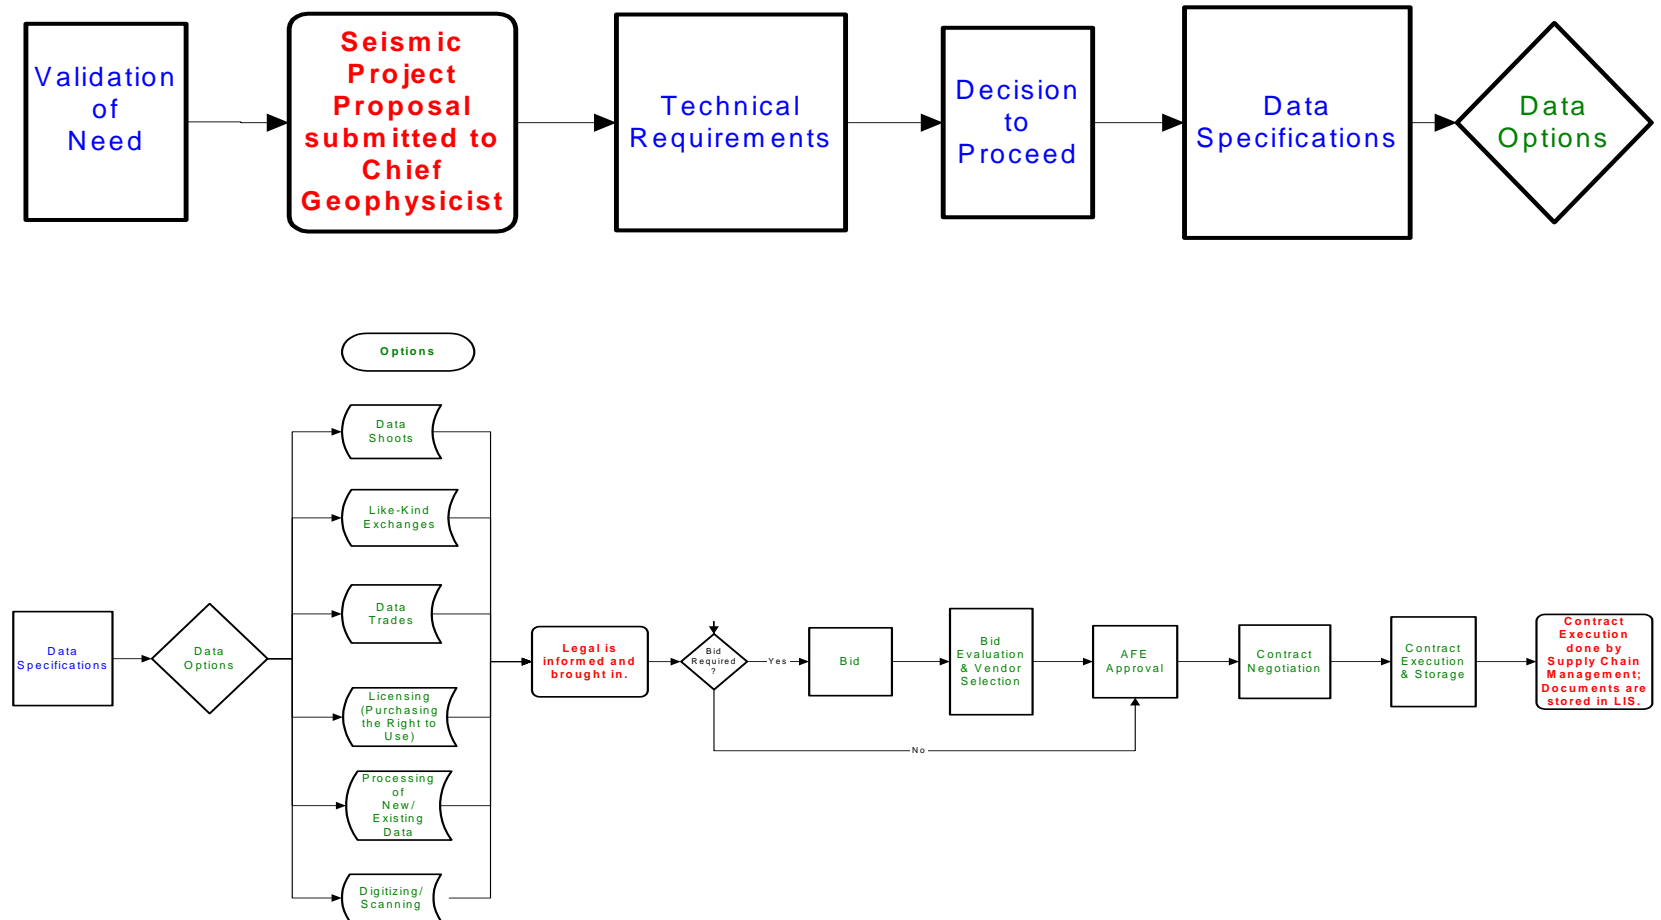 Validation
of
Need
Seismic
Project
Proposal
submitted to
Chief
Geophysicist
Technical
Requirements
Decision
to
Proceed
Data
Specifications
Data
Options
Options
Data
Shoots
Like-Kind
Exchanges
Data
Trades
Licensing
(Purchasing
the Right to
Use)
Processing
of
New/
Existing
Data
Digitizing/
Scanning
Data
Specifications
Data
Options
Legal is
informed and
brought in.
Bid
Required
?
Yes
No
Bid
Bid
Evaluation
& Vendor
Selection
AFE
Approval
Contract
Negotiation
Contract
Execution
& Storage
Contract
Execution
done by
Supply Chain
Management;
Documents are
stored in LIS.